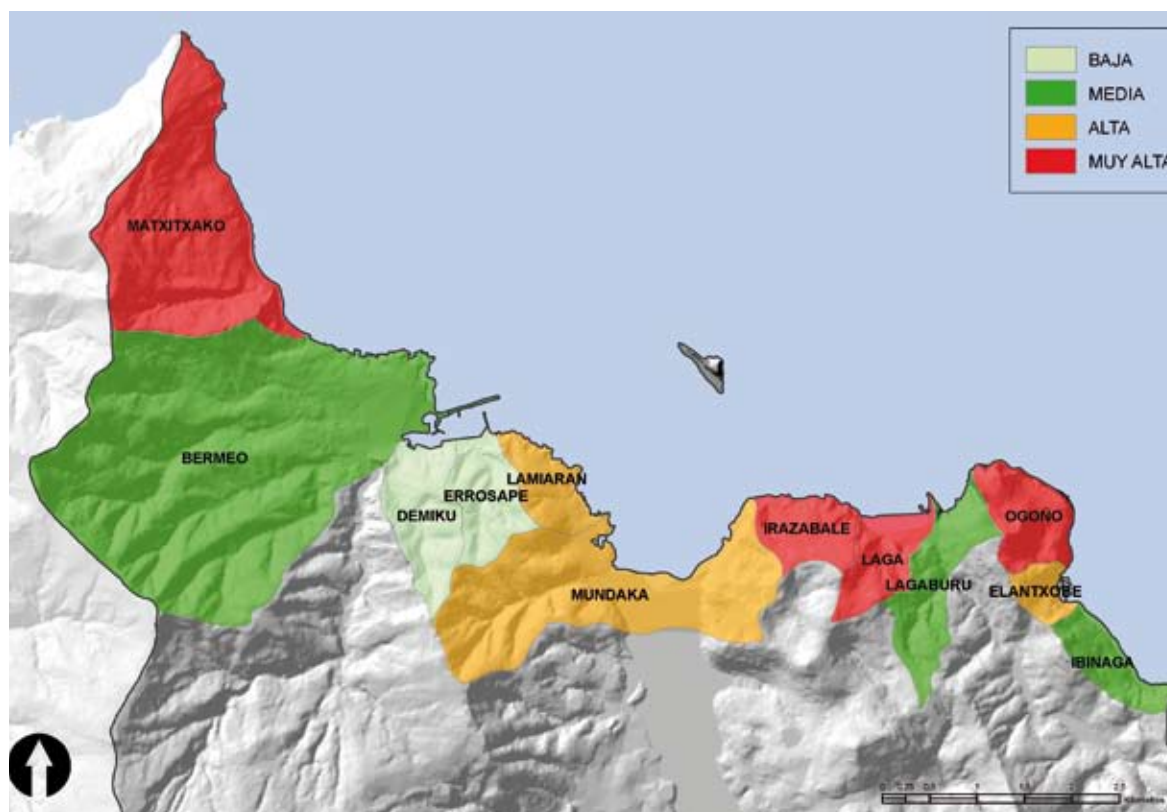 BAJA
MEDIA
ALTA
MUY ALTA
MATXITXAKO
BERMEO
LAMIARAN
ERROSAPE
DEMIKU
MUNDAKA
IRAZABALE
LAGA
LAGABURU
OGOÑO
ELANTXOBE
IBINAGA